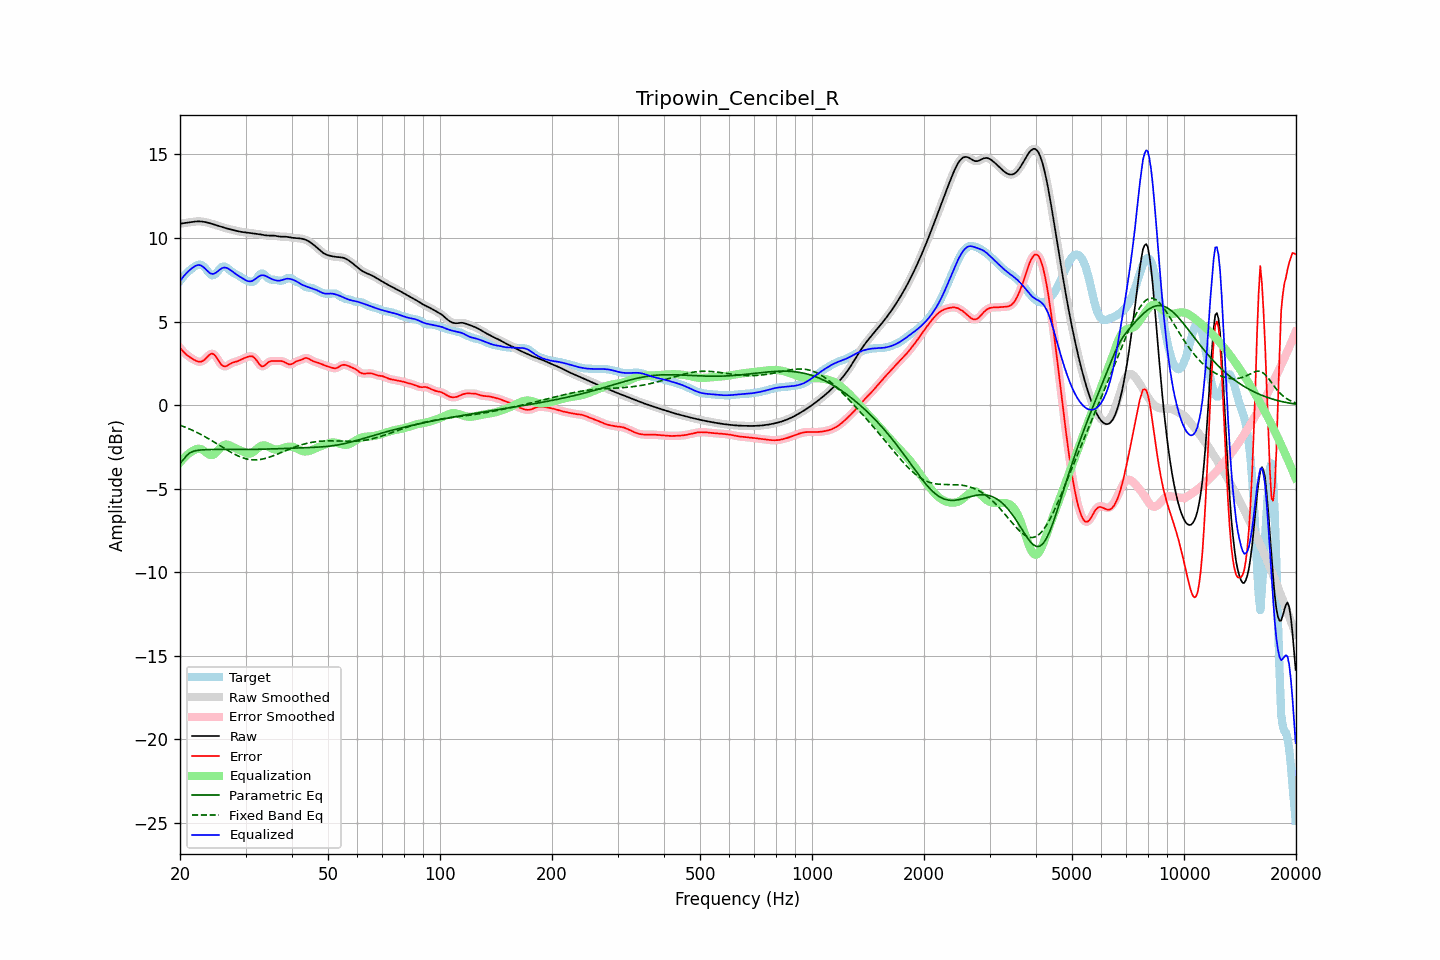 Tripowin_Cencibel_R
15
10
5
0
−5
−10
−15
−20
−25
Amplitude (dBr)
Target
Raw Smoothed
Error Smoothed
Raw
Error
Equalization
Parametric Eq
Fixed Band Eq
Equalized
20 50 100 200 500 1000 2000 5000 10000 20000
Frequency (Hz)